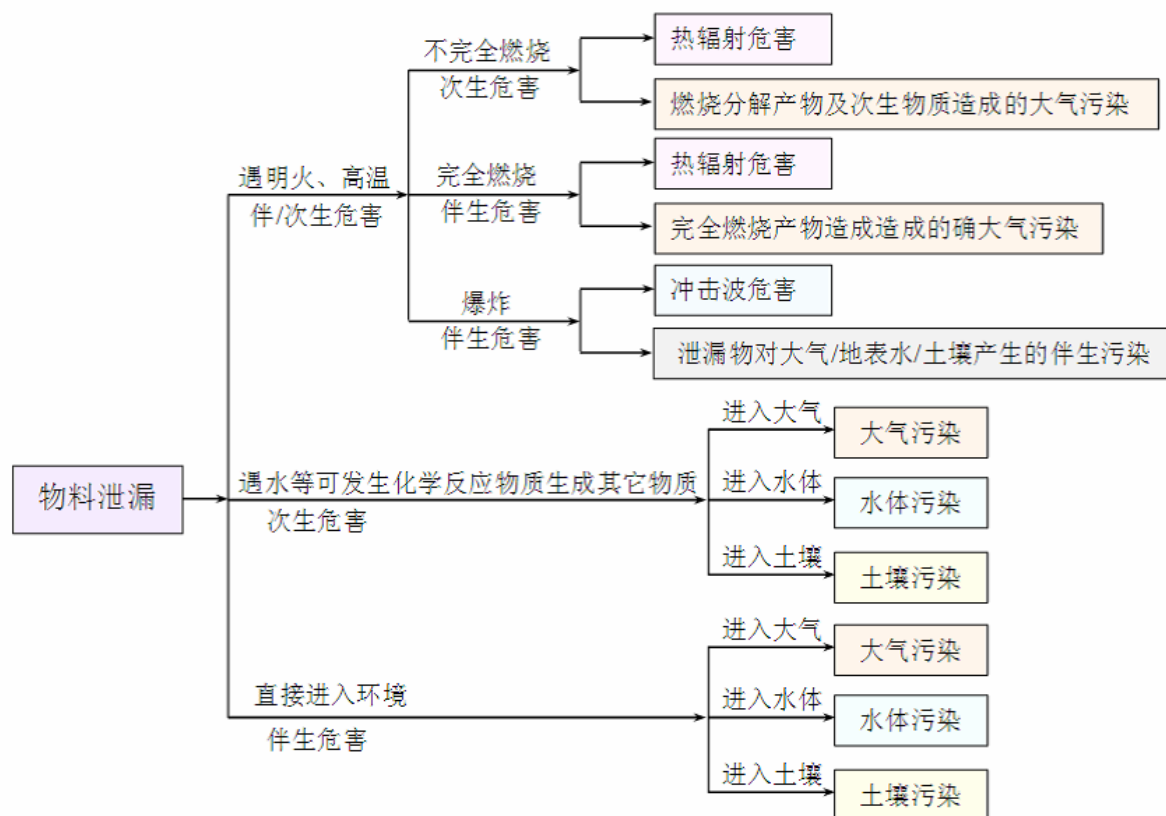 不完全燃烧
次生危害
热辐射危害
燃烧分解产物及次生物质造成的大气污染
遇明火、高温
伴/次生危害
完全燃烧
伴生危害
热辐射危害
完全燃烧产物造成造成的确大气污染
爆炸
伴生危害
冲击波危害
泄漏物对大气/地表水/土壤产生的伴生污染
物料泄漏
遇水等可发生化学反应物质生成其它物质
次生危害
进入大气
大气污染
进入水体
水体污染
进入土壤
土壤污染
直接进入环境
伴生危害
进入大气
大气污染
进入水体
水体污染
进入土壤
土壤污染